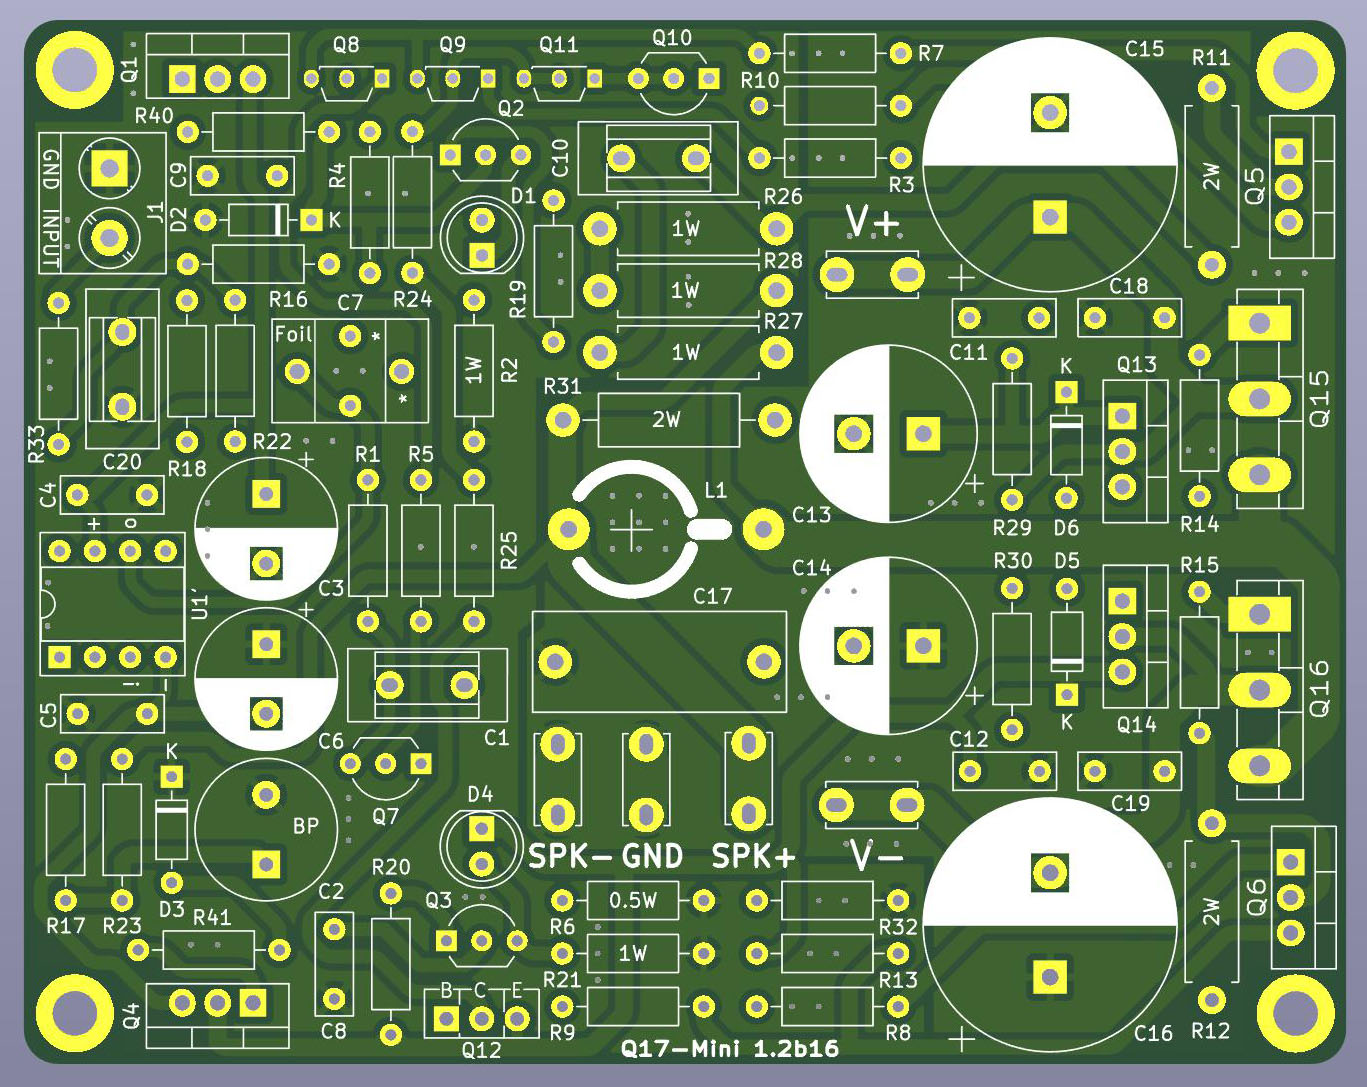 Q1
Q8
Q9
Q11
Q10
R7
C15
R11
R10
R40
Q2
C10
R3
2W
Q5
GND INPUT
J1
C9
R4
D2
K
D1
R26
1W
V+
R28
1W
R27
1W
R16
C7
R24
R19
Foil
*
*
1W
R2
C18
C11
K
Q13
Q15
R31
2W
R33
C20
R18
R22
+
R1
R5
L1
+
C13
R29
D6
R14
C4
+
o
R25
C3
U1
+
C14
R30
D5
R15
C17
-
i
C5
C6
C1
+
K
Q14
Q16
K
Q7
D4
BP
C12
C19
SPK-
GND
SPK+
V-
R17
R23
D3
R41
C2
R20
Q3
0.5W
R6
R32
1W
R21
R13
2W
Q6
Q4
C8
B
C
E
Q12
R9
R8
+
C16
R12
Q17-Mini 1.2b16